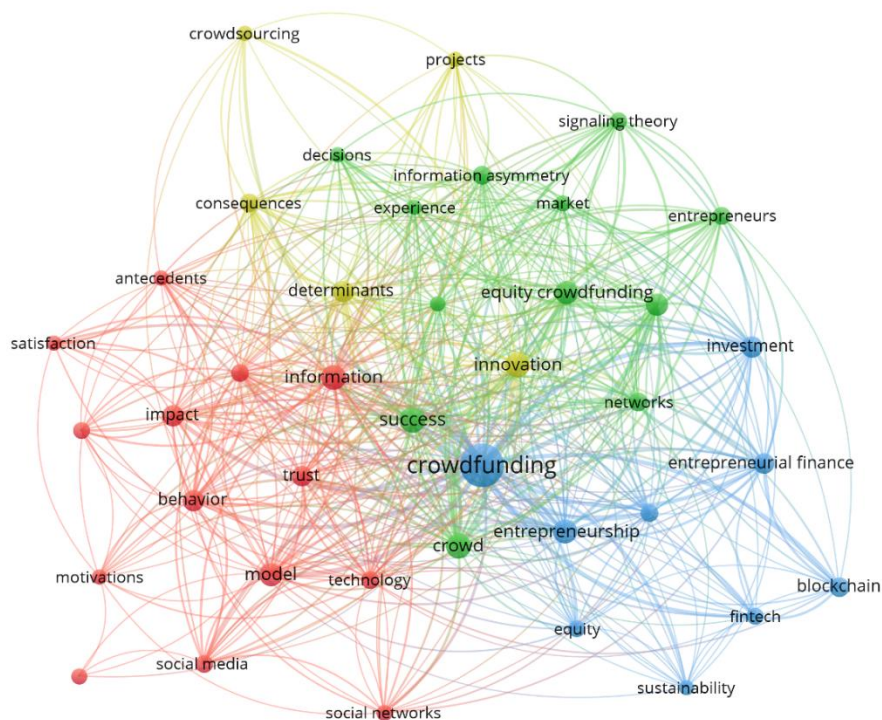 crowdsourcing
projects
signaling theory
decisions
information asymmetry
consequences
experience
market
entrepreneurs
antecedents
determinants
equity crowdfunding
satisfaction
investment
information
innovation
impact
networks
success
crowdfunding
entrepreneurial finance
trust
behavior
entrepreneurship
crowd
motivations
model
technology
blockchain
fintech
equity
social media
sustainability
social networks